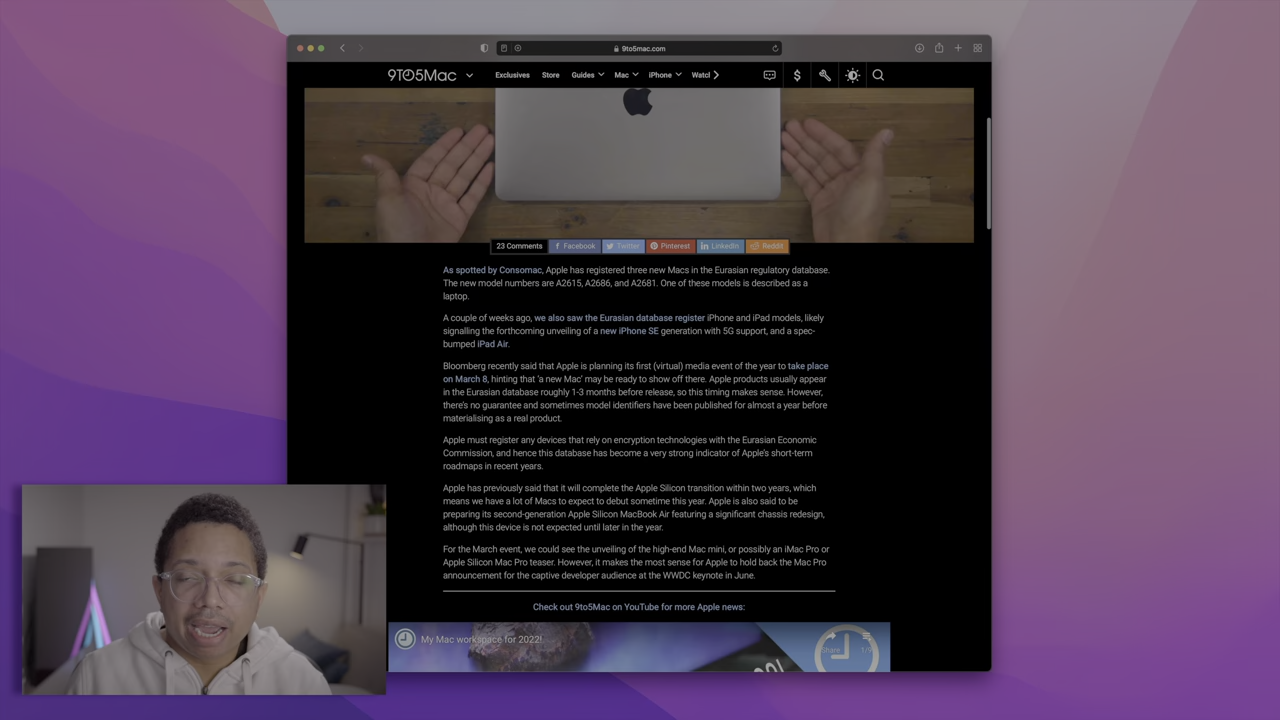 9to5mac.com
9TO5Mac Exclusives Store Guides Mac iPhone Watcl
23 Comments Facebook Twitter Pinterest LinkedIn Reddit
As spotted by Consomac, Apple has registered three new Macs in the Eurasian regulatory database.
The new model numbers are A2615, A2686, and A2681. One of these models is described as a
laptop.
A couple of weeks ago, we also saw the Eurasian database register iPhone and iPad models, likely
signalling the forthcoming unveiling of a new iPhone SE generation with 5G support, and a spec-
bumped iPad Air.
Bloomberg recently said that Apple is planning its first (virtual) media event of the year to take place
on March 8, hinting that 'a new Mac' may be ready to show off there. Apple products usually appear
in the Eurasian database roughly 1-3 months before release, so this timing makes sense. However,
there's no guarantee and sometimes model identifiers have been published for almost a year before
materialising as a real product.
Apple must register any devices that rely on encryption technologies with the Eurasian Economic
Commission, and hence this database has become a very strong indicator of Apple's short-term
roadmaps in recent years.
Apple has previously said that it will complete the Apple Silicon transition within two years, which
means we have a lot of Macs to expect to debut sometime this year. Apple is also said to be
preparing its second-generation Apple Silicon MacBook Air featuring a significant chassis redesign,
although this device is not expected until later in the year.
For the March event, we could see the unveiling of the high-end Mac mini, or possibly an iMac Pro or
Apple Silicon Mac Pro teaser. However, it makes the most sense for Apple to hold back the Mac Pro
announcement for the captive developer audience at the WWDC keynote in June.
Check out 9to5Mac on YouTube for more Apple news:
My Mac workspace for 2022!
Share